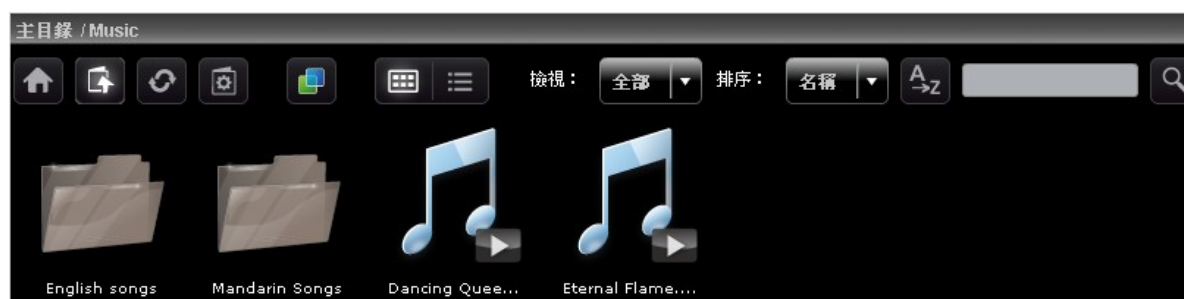 主目錄 / Music
檢視： 全部 排序： 名稱 A→Z
English songs Mandarin Songs Dancing Quee... Eternal Flame....